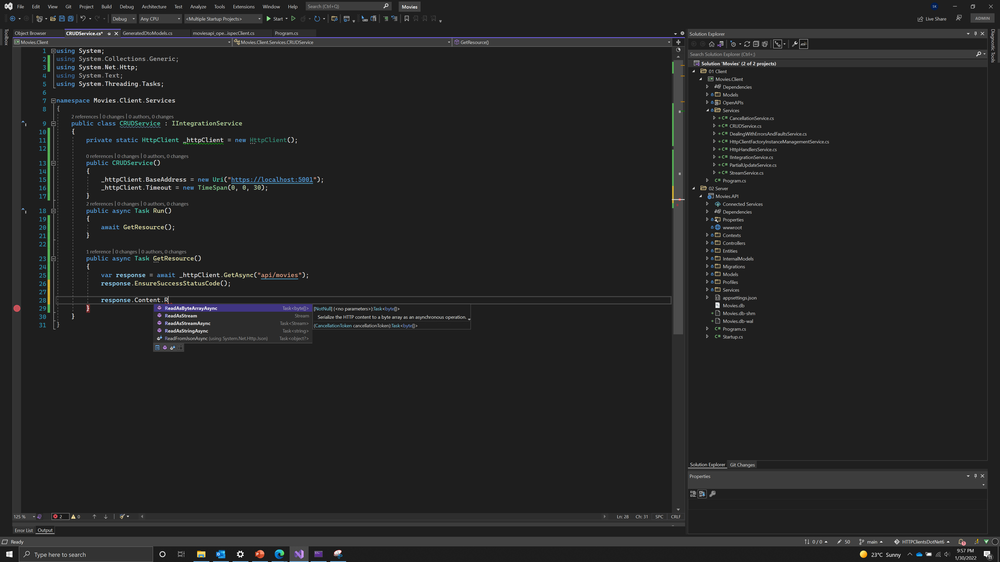 File Edit View Git Project Build Debug Architecture Test Analyze Tools Extensions Window Help Search (Ctrl+Q) Movies SK
Debug Any CPU <Multiple Startup Projects> Start Live Share ADMIN
Toolbox
Object Browser CRUDService.cs* GeneratedDtoModels.cs moviesapi_ope...ispecClient.cs Program.cs
Movies.Client Movies.Client.Services.CRUDService GetResource()
1 using System;
2 using System.Collections.Generic;
3 using System.Net.Http;
4 using System.Text;
5 using System.Threading.Tasks;
6
7 namespace Movies.Client.Services
8 {
2 references | 0 changes | 0 authors, 0 changes
9 public class CRUDService : IIntegrationService
10 {
11 private static HttpClient _httpClient = new HttpClient();
12
0 references | 0 changes | 0 authors, 0 changes
13 public CRUDService()
14 {
15 _httpClient.BaseAddress = new Uri("https://localhost:5001");
16 _httpClient.Timeout = new TimeSpan(0, 0, 30);
17 }
2 references | 0 changes | 0 authors, 0 changes
18 public async Task Run()
19 {
20 await GetResource();
21 }
22
1 reference | 0 changes | 0 authors, 0 changes
23 public async Task GetResource()
24 {
25 var response = await _httpClient.GetAsync("api/movies");
26 response.EnsureSuccessStatusCode();
27
28 response.Content.R
29 }
30 }
31 }
ReadAsByteArrayAsync Task<byte[]>
ReadAsStream Stream
ReadAsStreamAsync Task<Stream>
ReadAsStringAsync Task<string>
ReadFromJsonAsync (using System.Net.Http.Json) Task<object?>
[NotNull] (<no parameters>):Task<byte[]>
Serialize the HTTP content to a byte array as an asynchronous operation.
(CancellationToken cancellationToken):Task<byte[]>
125 % 2 0 Ln: 28 Ch: 31 SPC CRLF
Error List Output
Solution Explorer
Search Solution Explorer (Ctrl+;)
Solution 'Movies' (2 of 2 projects)
01 Client
C# Movies.Client
Dependencies
Models
OpenAPIs
Services
C# CancellationService.cs
C# CRUDService.cs
C# DealingWithErrorsAndFaultsService.cs
C# HttpClientFactoryInstanceManagementService.cs
C# HttpHandlersService.cs
C# IIntegrationService.cs
C# PartialUpdateService.cs
C# StreamService.cs
C# Program.cs
02 Server
Movies.API
Connected Services
Dependencies
Properties
wwwroot
Contexts
Controllers
Entities
InternalModels
Migrations
Models
Profiles
Services
appsettings.json
Movies.db
Movies.db-shm
Movies.db-wal
C# Program.cs
C# Startup.cs
Solution Explorer Git Changes
Properties
Diagnostic Tools
Ready 0 / 0 50 main HTTPClientsDotNet6 1
Type here to search 23°C Sunny 9:57 PM
1/30/2022 11